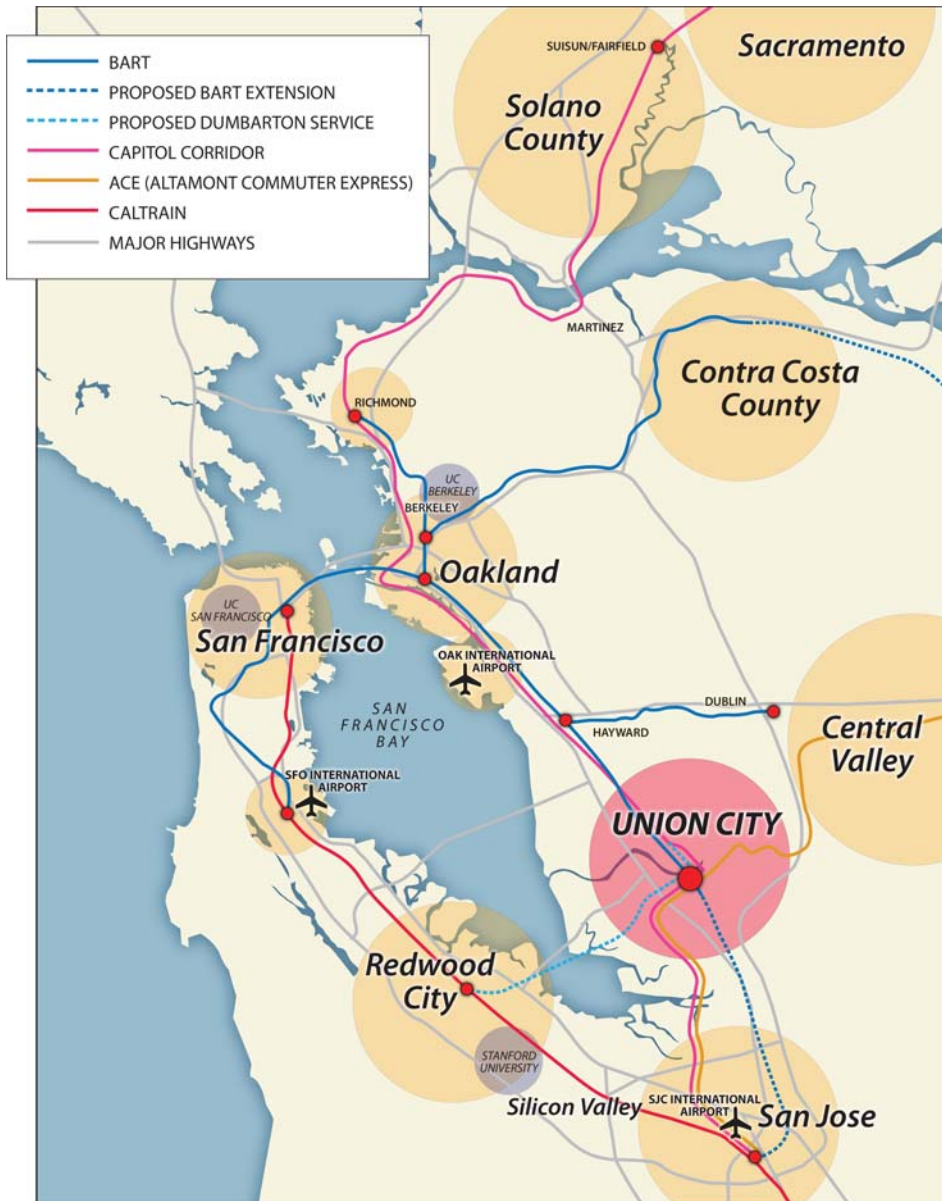 BART
PROPOSED BART EXTENSION
PROPOSED DUMBARTON SERVICE
CAPITOL CORRIDOR
ACE (ALTAMONT COMMUTER EXPRESS)
CALTRAIN
MAJOR HIGHWAYS
SUISUN/FAIRFIELD
Sacramento
Solano
County
MARTINEZ
Contra Costa
County
RICHMOND
UC
BERKELEY
BERKELEY
Oakland
UC
SAN FRANCISCO
San Francisco
OAK INTERNATIONAL
AIRPORT
SAN
FRANCISCO
BAY
DUBLIN
HAYWARD
Central
Valley
SFO INTERNATIONAL
AIRPORT
UNION CITY
Redwood
City
STANFORD
UNIVERSITY
Silicon Valley
SJC INTERNATIONAL
AIRPORT
San Jose